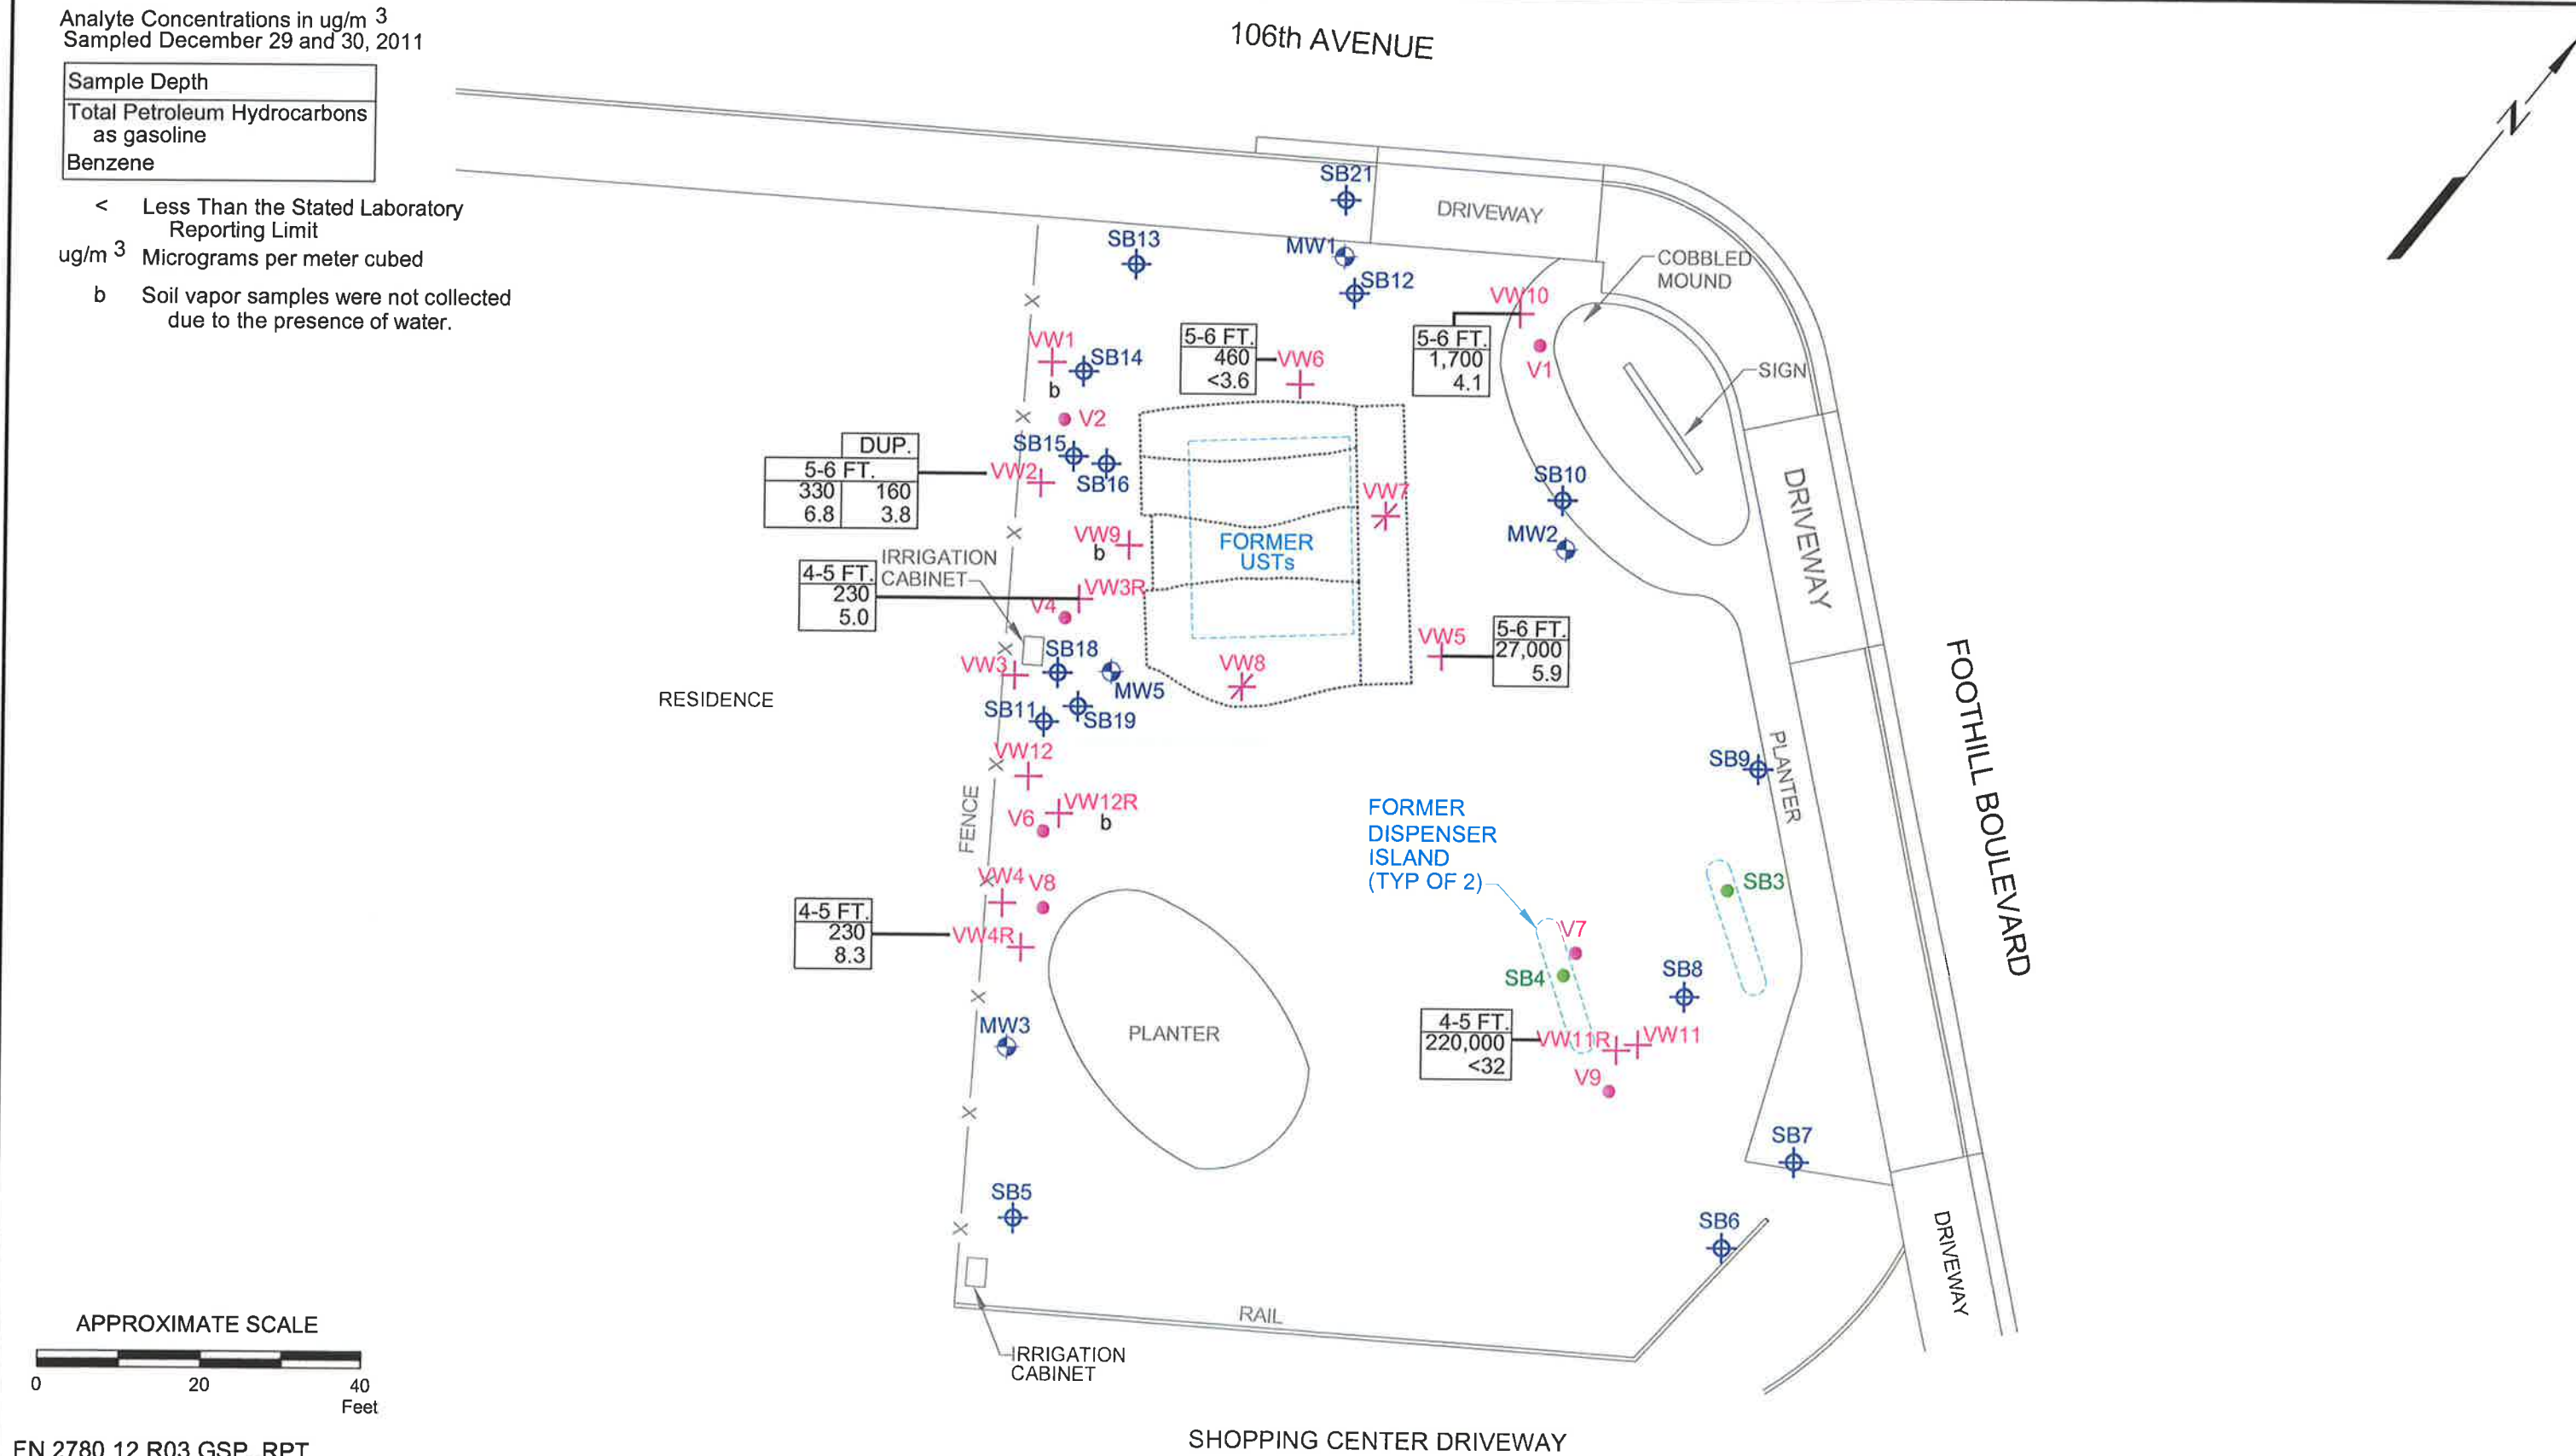 Analyte Concentrations in ug/m 3
Sampled December 29 and 30, 2011
Sample Depth
Total Petroleum Hydrocarbons
as gasoline
Benzene
< Less Than the Stated Laboratory
Reporting Limit
ug/m 3 Micrograms per meter cubed
b Soil vapor samples were not collected
due to the presence of water.
106th AVENUE
N
SB21
DRIVEWAY
SB13
MW1
SB12
COBBLED
MOUND
VW10
5-6 FT.
1,700
4.1
V1
SIGN
VW1
b
SB14
5-6 FT.
460
<3.6
VW6
V2
DUP.
5-6 FT.
330 160
6.8 3.8
SB15
VW2
SB16
SB10
VW7
MW2
DRIVEWAY
VW9
b
FORMER
USTs
IRRIGATION
CABINET
4-5 FT.
230
5.0
VW3R
V4
SB18
VW3
MW5
VW8
VW5
5-6 FT.
27,000
5.9
RESIDENCE
SB11
SB19
FOOTHILL BOULEVARD
VW12
SB9
PLANTER
FENCE
V6
VW12R
b
FORMER
DISPENSER
ISLAND
(TYP OF 2)
VW4
V8
SB3
4-5 FT.
230
8.3
VW4R
V7
SB4
SB8
MW3
PLANTER
4-5 FT.
220,000
<32
VW11R
VW11
V9
SB7
SB5
SB6
DRIVEWAY
RAIL
IRRIGATION
CABINET
APPROXIMATE SCALE
0 20 40
Feet
FN 2780 12 R03 GSP RPT
SHOPPING CENTER DRIVEWAY